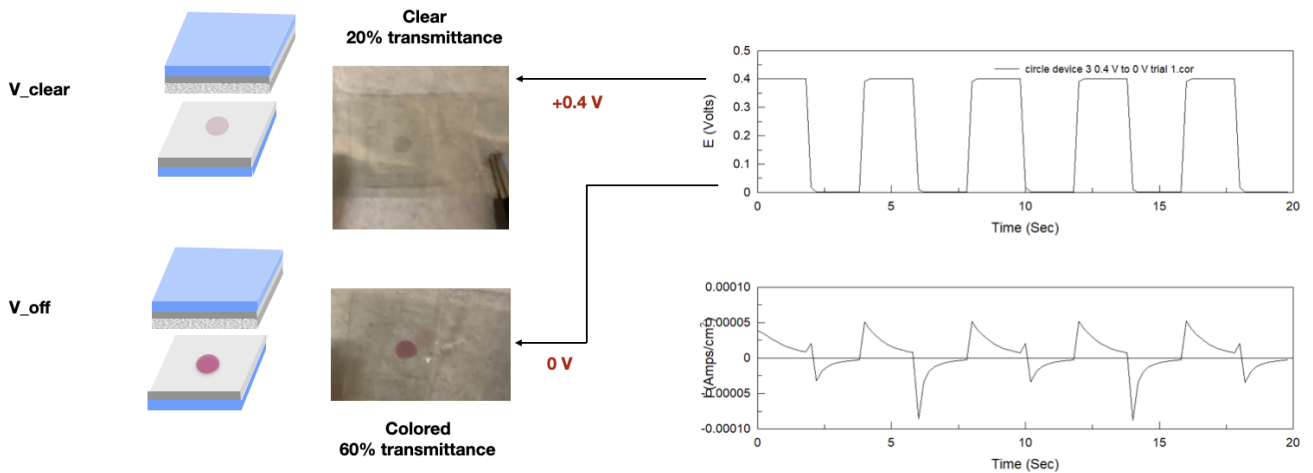 Clear
20% transmittance
V_clear
+0.4 V
V_off
0 V
Colored
60% transmittance
0.5
0.4
0.3
0.2
0.1
0
E (Volts)
circle device 3 0.4 V to 0 V trial 1.cor
0 5 10 15 20
Time (Sec)
0.00010
0.00005
0
-0.00005
-0.00010
I (Amps/cm²)
0 5 10 15 20
Time (Sec)